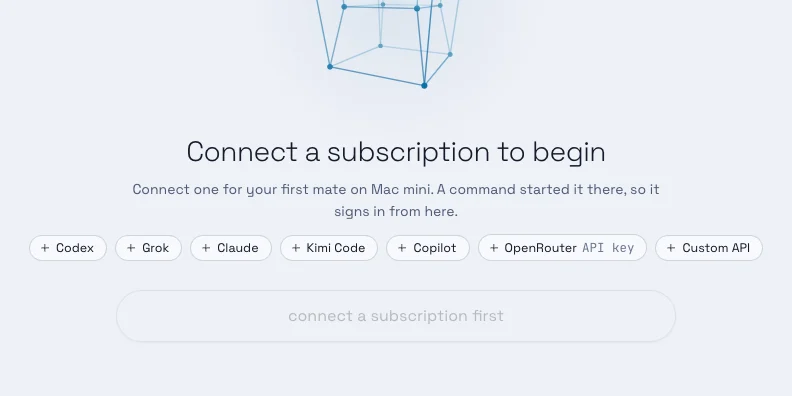 Connect a subscription to begin
Connect one for your first mate on Mac mini. A command started it there, so it
signs in from here.
+ Codex + Grok + Claude + Kimi Code + Copilot + OpenRouter API key + Custom API
connect a subscription first